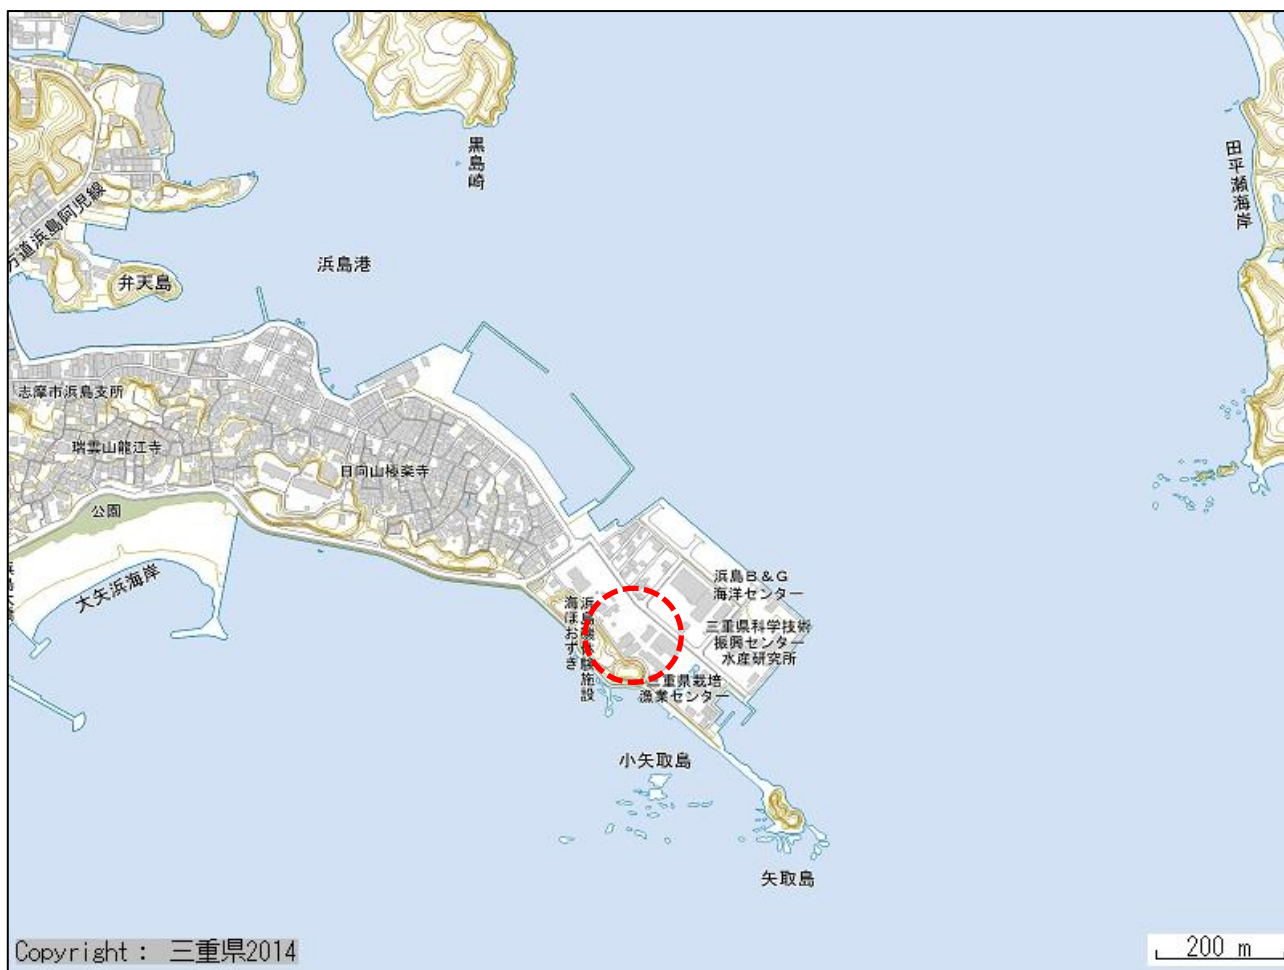 黒島崎
田平瀬海岸
方道浜島阿児線
浜島港
弁天島
志摩市浜島支所
瑞雲山龍江寺
日向山極楽寺
公園
大矢浜海岸
浜島B&G
海洋センター
浜島磯体験施設
海ほおずき
三重県科学技術
振興センター
水産研究所
三重県栽培
漁業センター
小矢取島
矢取島
Copyright : 三重県2014
200 m